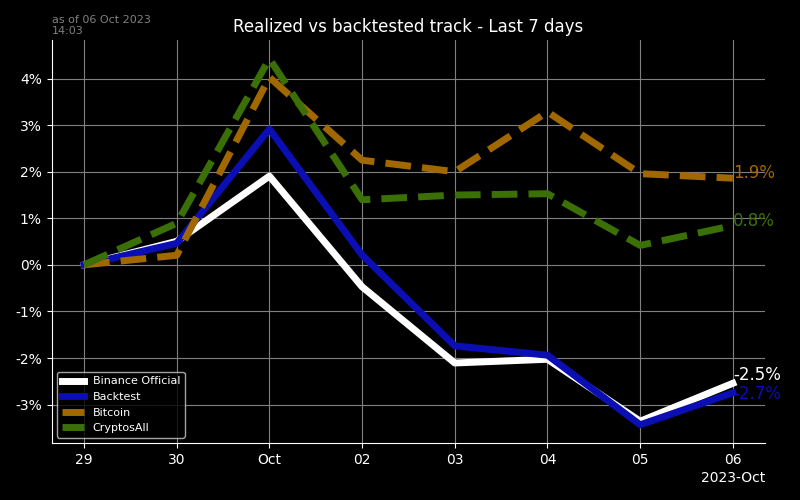 as of 06 Oct 2023
14:03
Realized vs backtested track - Last 7 days
4%
3%
2%
1%
0%
-1%
-2%
-3%
1.9%
0.8%
-2.5%
-2.7%
Binance Official
Backtest
Bitcoin
CryptosAll
29 30 Oct 02 03 04 05 06
2023-Oct